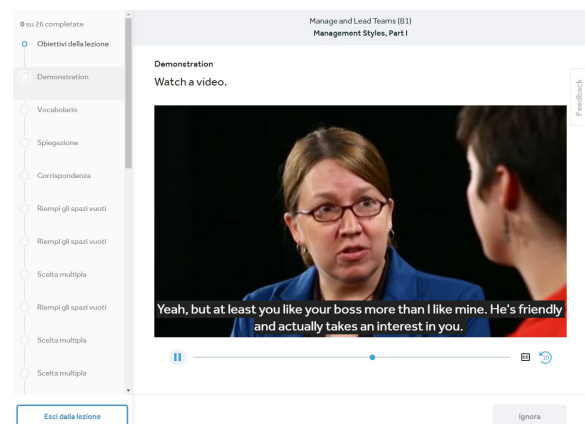 0 su 26 completate
Obiettivi della lezione
Demonstration
Vocabolario
Spiegazione
Corrispondenza
Riempi gli spazi vuoti
Riempi gli spazi vuoti
Scelta multipla
Riempi gli spazi vuoti
Scelta multipla
Scelta multipla
Esci dalla lezione
Manage and Lead Teams (B1)
Management Styles, Part I
Demonstration
Watch a video.
Yeah, but at least you like your boss more than I like mine. He's friendly
and actually takes an interest in you.
CC
10
Ignora
Feedback